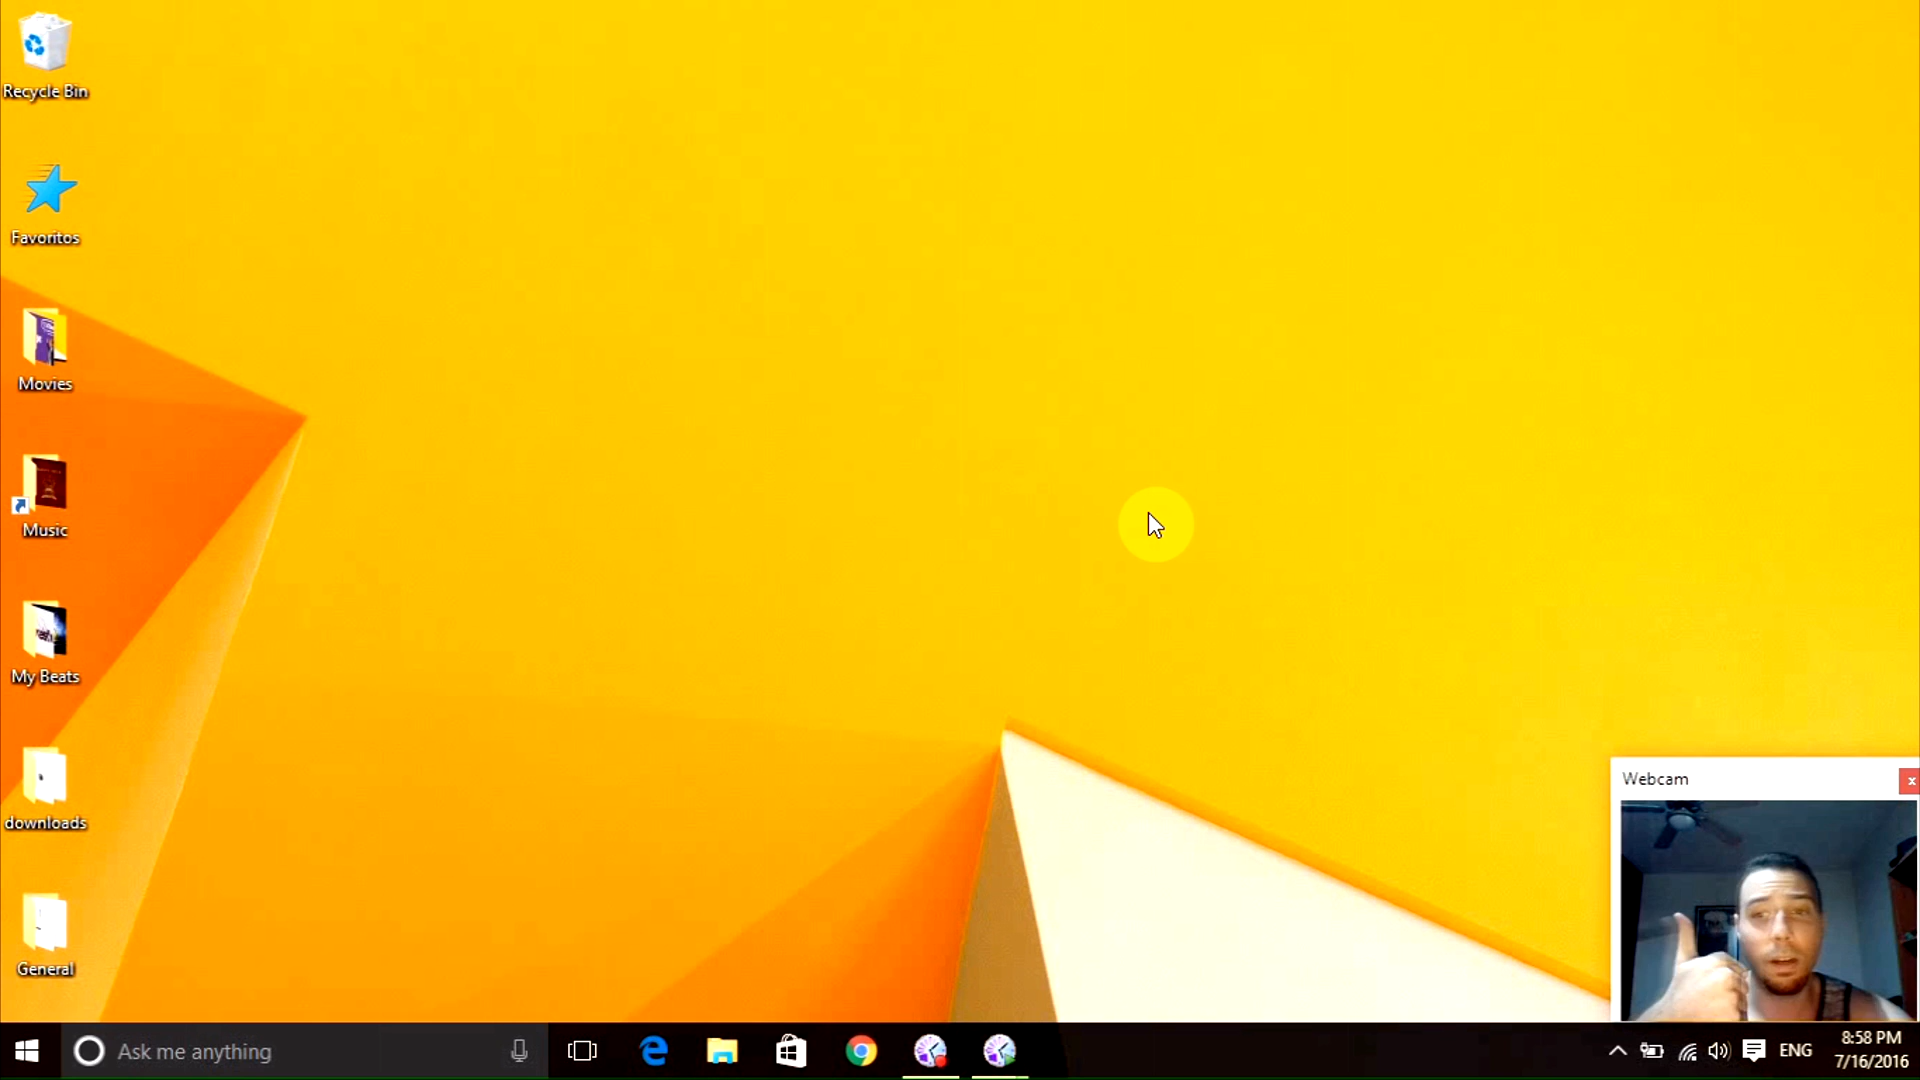 Recycle Bin
Favoritos
Movies
Music
My Beats
downloads
General
Webcam
x
Ask me anything
ENG
8:58 PM
7/16/2016